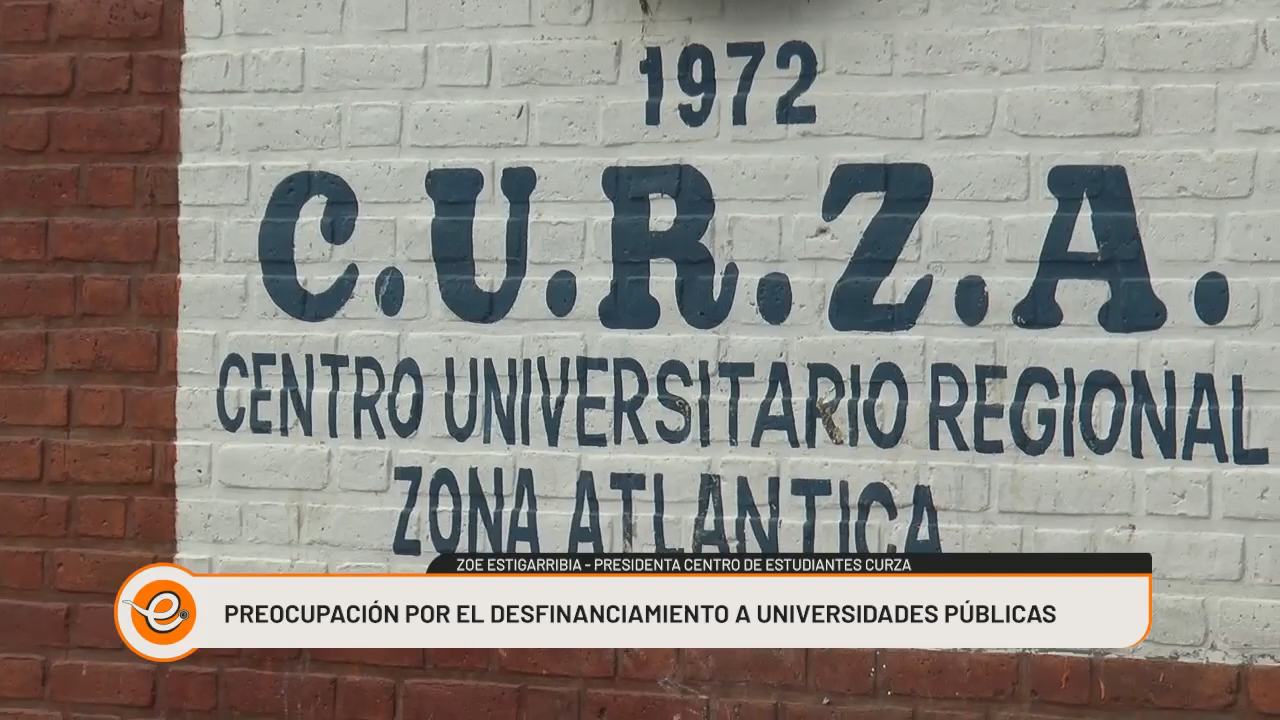 1972
C.U.R.Z.A.
CENTRO UNIVERSITARIO REGIONAL
ZONA ATLANTICA
ZOE ESTIGARRIBIA - PRESIDENTA CENTRO DE ESTUDIANTES CURZA
e
PREOCUPACIÓN POR EL DESFINANCIAMIENTO A UNIVERSIDADES PÚBLICAS